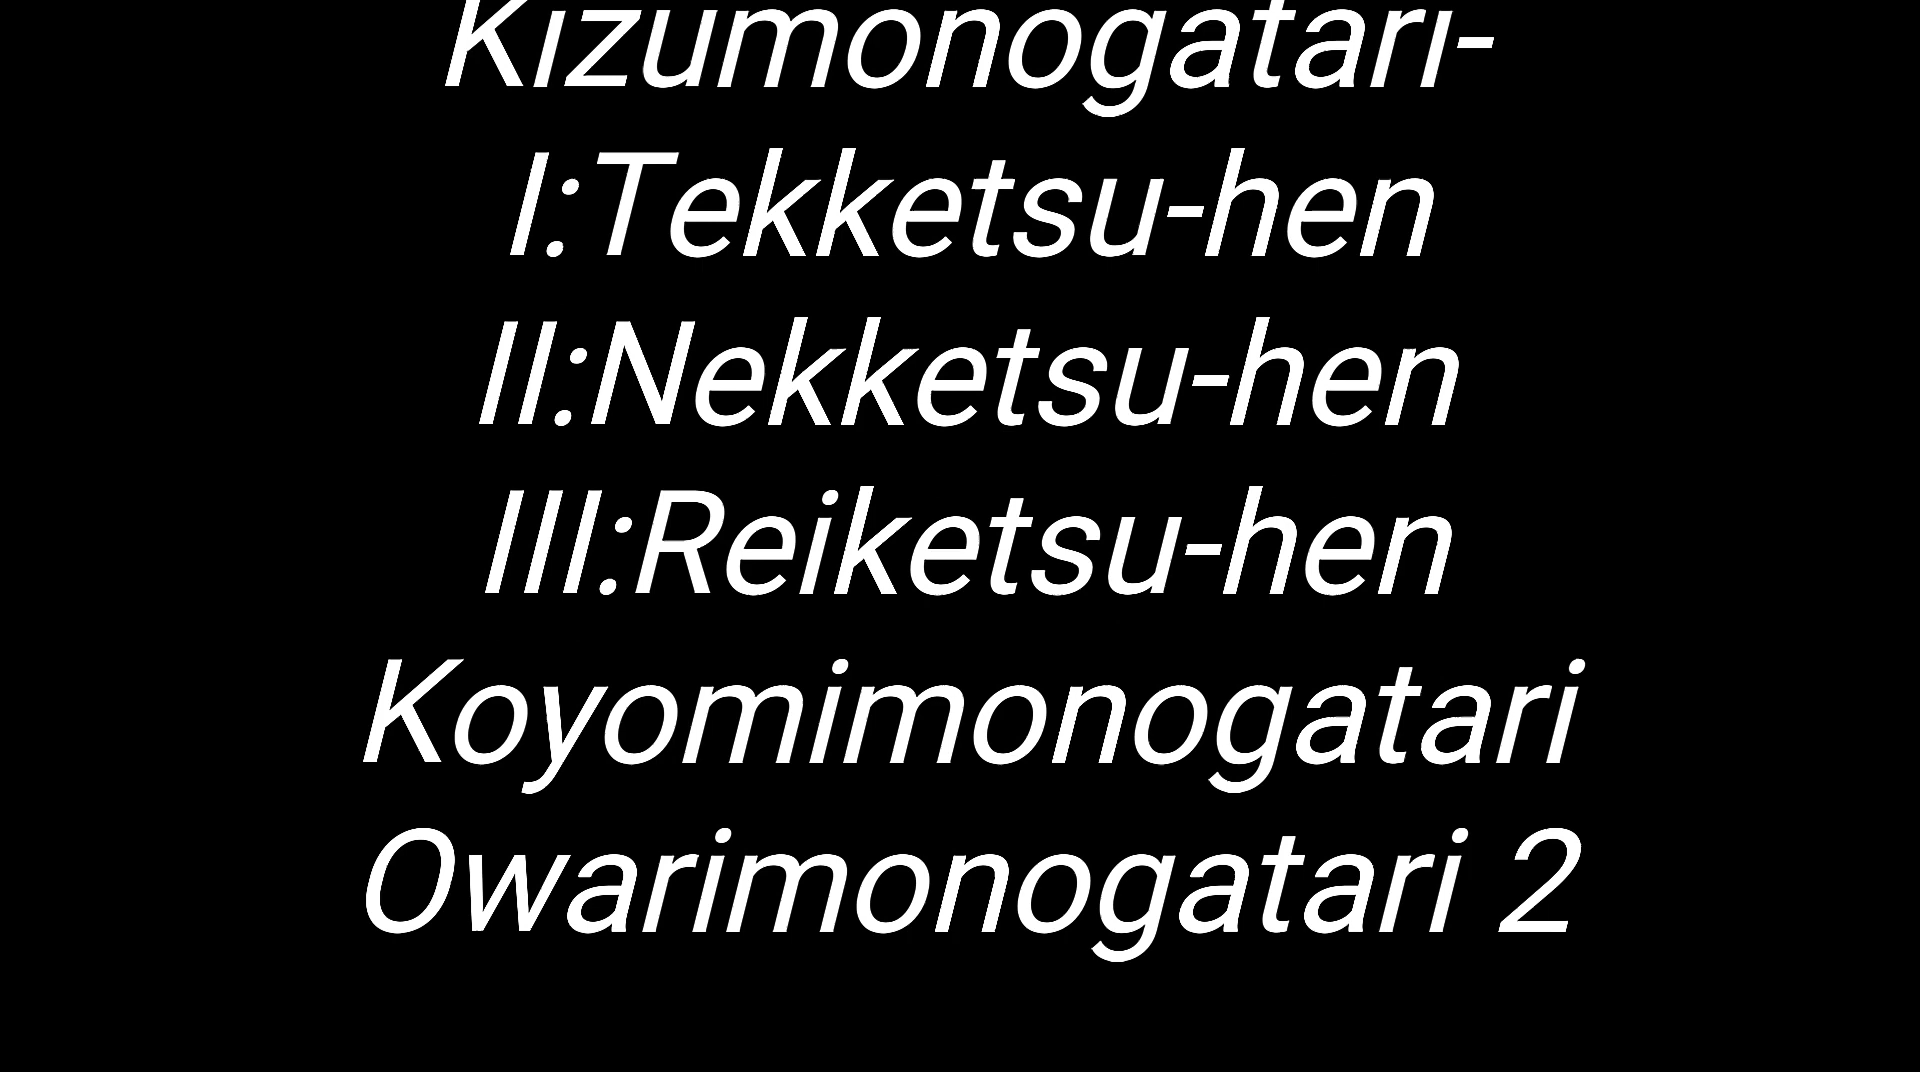 Kizumonogatari-
I:Tekketsu-hen
II:Nekketsu-hen
III:Reiketsu-hen
Koyomimonogatari
Owarimonogatari 2